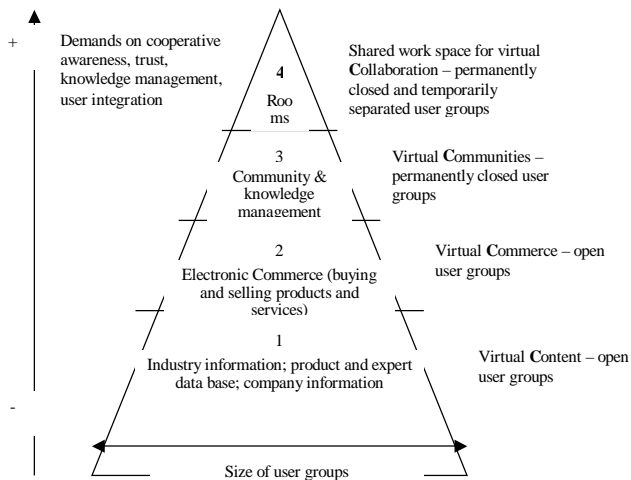 +
Demands on cooperative
awareness, trust,
knowledge management,
user integration
4
Roo
ms
Shared work space for virtual
Collaboration – permanently
closed and temporarily
separated user groups
3
Community &
knowledge
management
Virtual Communities –
permanently closed user
groups
2
Electronic Commerce (buying
and selling products and
services)
Virtual Commerce – open
user groups
1
Industry information; product and expert
data base; company information
Virtual Content – open
user groups
-
Size of user groups